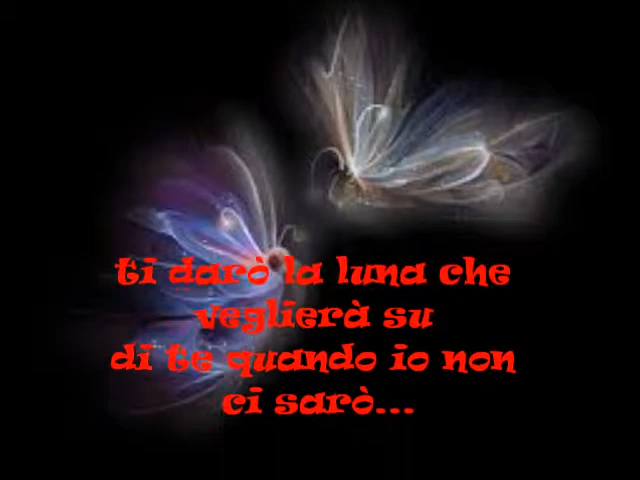 ti darò la luna che
veglierà su
di te quando io non
ci sarò...